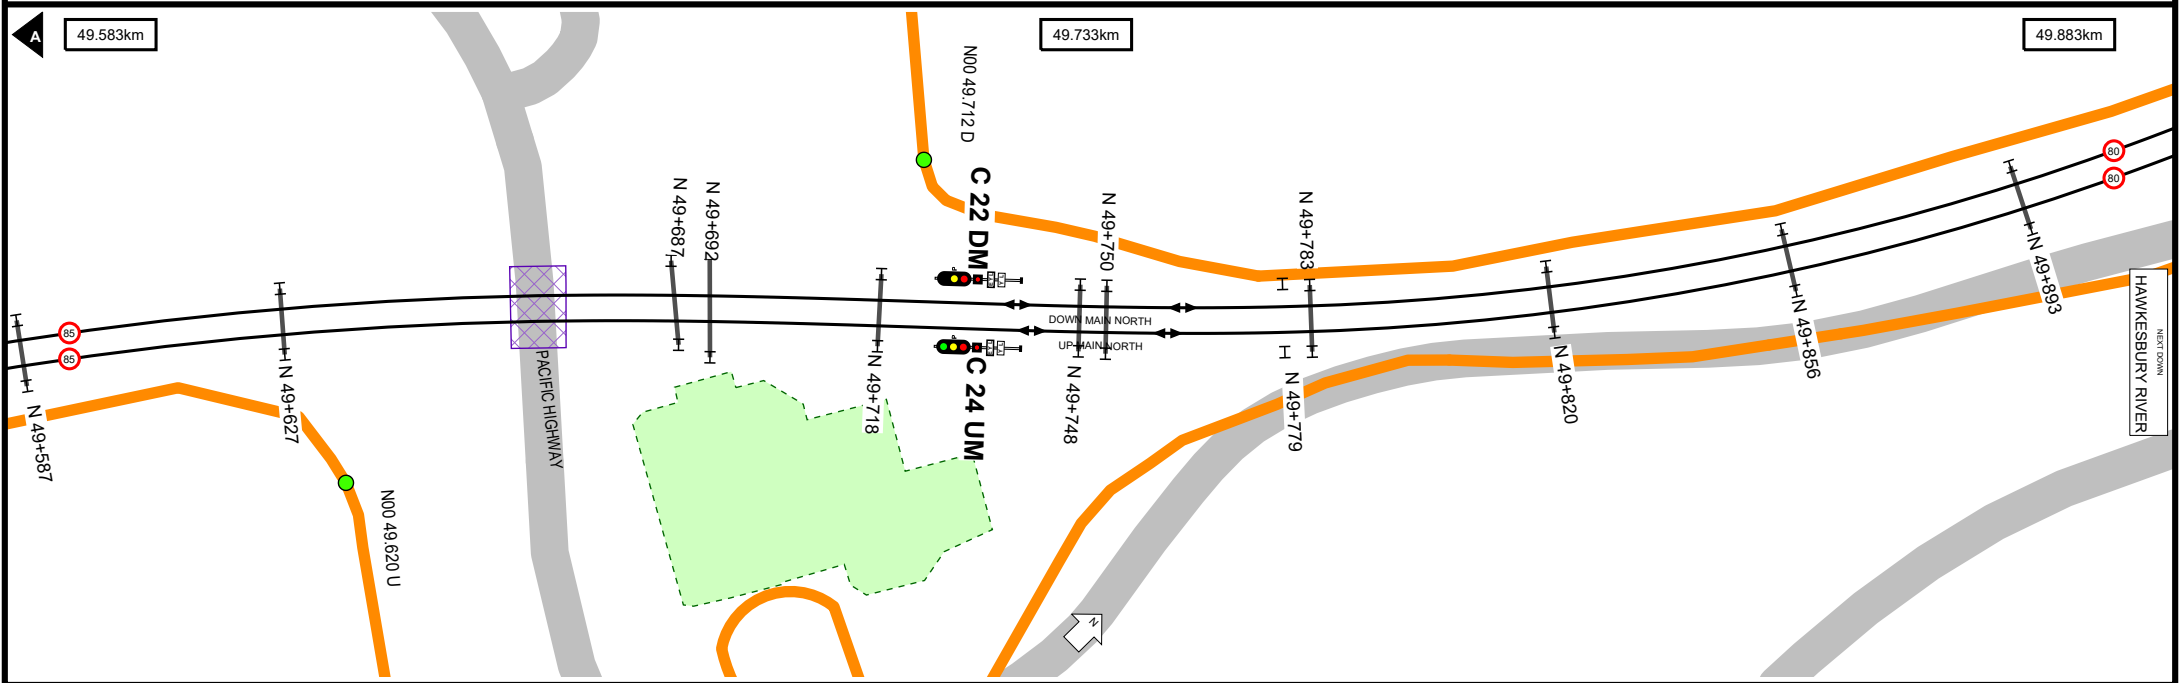 A
49.583km
49.733km
49.883km
N00 49.712 D
C 22 DM
N 49+687
N 49+692
N 49+750
N 49+783
80
80
85
85
DOWN MAIN NORTH
UP MAIN NORTH
PACIFIC HIGHWAY
C 24 UM
N 49+587
N 49+627
N 49+718
N 49+748
N 49+779
N 49+820
N 49+856
N 49+893
N00 49.620 U
NEXT DOWN
HAWKESBURY RIVER
N